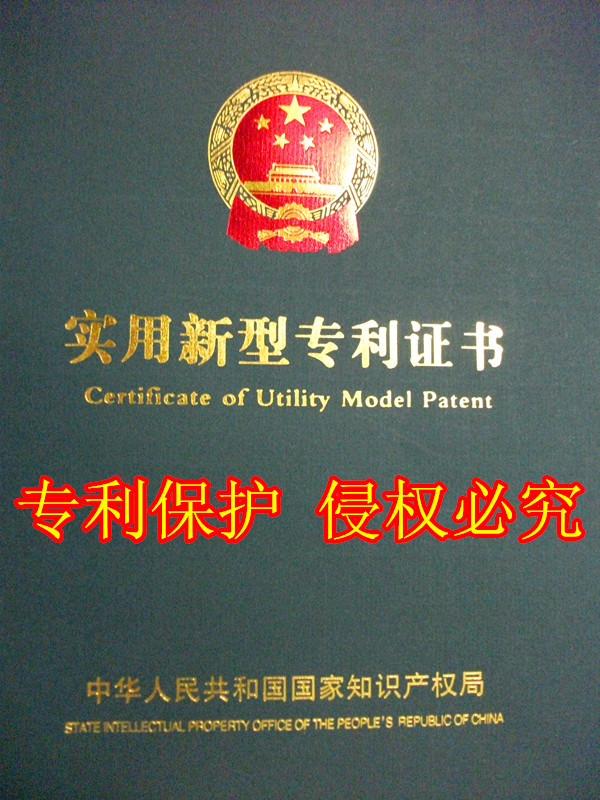 实用新型专利证书
Certificate of Utility Model Patent
专利保护 侵权必究
中华人民共和国国家知识产权局
STATE INTELLECTUAL PROPERTY OFFICE OF THE PEOPLE'S REPUBLIC OF CHINA